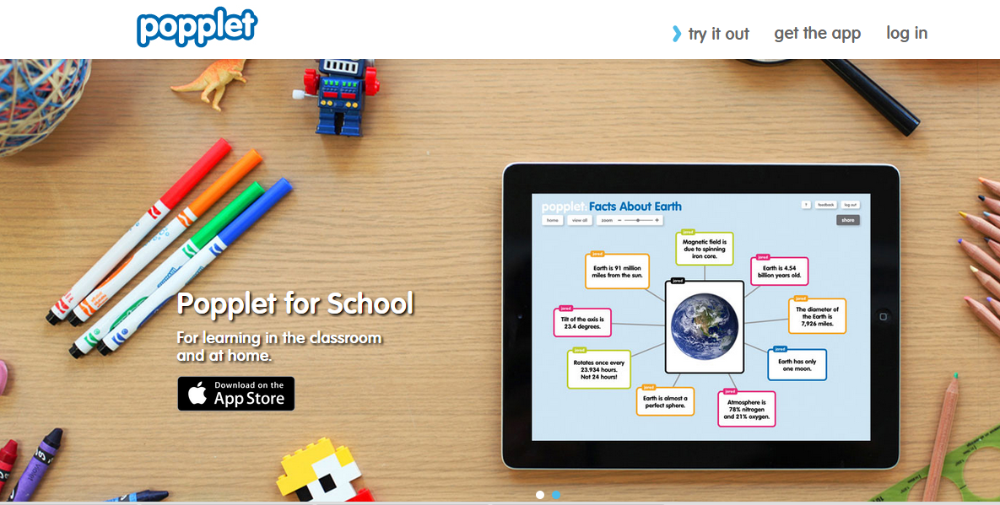 popplet
try it out
get the app
log in
popplet: Facts About Earth
?
feedback
log out
home
view all
zoom − +
share
jared
Magnetic field is
due to spinning
iron core.
jared
Earth is 91 million
miles from the sun.
jared
Earth is 4.54
billion years old.
jared
jared
The diameter of
the Earth is
7,926 miles.
jared
Tilt of the axis is
23.4 degrees.
jared
Rotates once every
23.934 hours.
Not 24 hours!
jared
Earth has only
one moon.
jared
Earth is almost a
perfect sphere.
jared
Atmosphere is
78% nitrogen
and 21% oxygen.
Popplet for School
For learning in the classroom
and at home.
Download on the
App Store